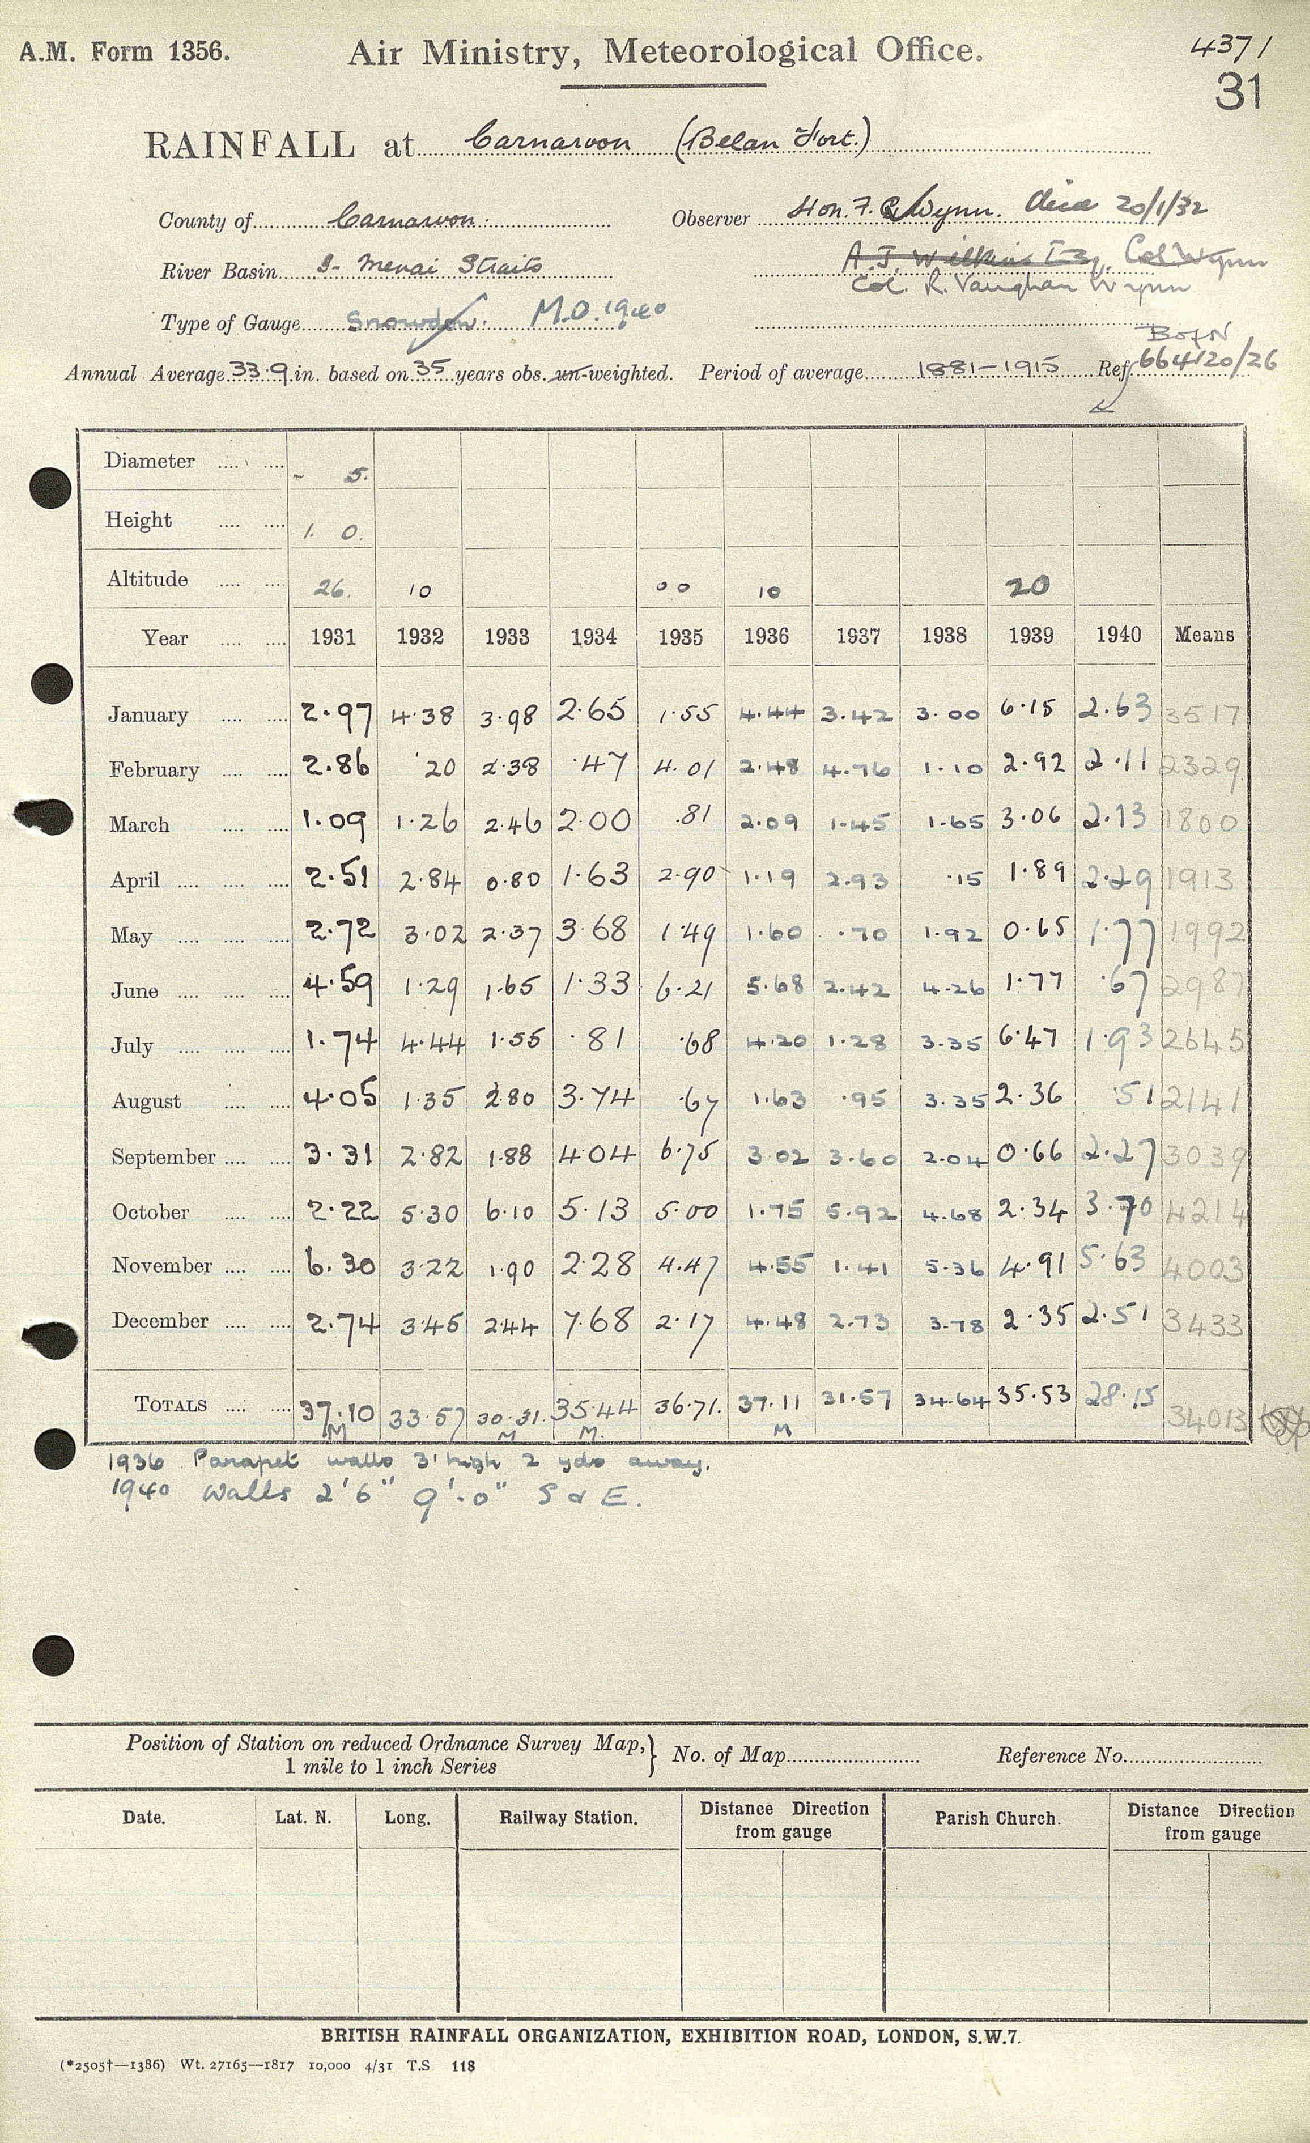 A.M. Form 1356.
Air Ministry, Meteorological Office.
4371
31
RAINFALL at Carnarvon (Belan Fort.)
County of Carnarvon.
Observer Hon. F. G. Wynn. died 20/1/32
River Basin S- Menai Straits
A. J. Wilkins Esq. Col Wynn
Col. R. Vaughan Wynn
Type of Gauge Snowdon. M.O. 1940
Annual Average 33.9 in. based on 35 years obs. un-weighted. Period of average 1881-1915 Ref. 664120/26
Diameter - 5.
Height 1. 0.
Altitude 26. 10 00 10 20
Year 1931 1932 1933 1934 1935 1936 1937 1938 1939 1940 Means
January 2.97 4.38 3.98 2.65 1.55 4.44 3.42 3.00 6.15 2.63 3517
February 2.86 .20 2.38 .47 4.01 2.48 4.76 1.10 2.92 2.11 2329
March 1.09 1.26 2.46 2.00 .81 2.09 1.45 1.65 3.06 2.13 1800
April 2.51 2.84 0.80 1.63 2.90 1.19 2.93 .15 1.89 2.29 1913
May 2.72 3.02 2.37 3.68 1.49 1.60 .70 1.92 0.65 1.77 1992
June 4.59 1.29 1.65 1.33 6.21 5.68 2.42 4.26 1.77 .67 2987
July 1.74 4.44 1.55 .81 .68 4.20 1.28 3.35 6.47 1.93 2645
August 4.05 1.35 2.80 3.74 .67 1.63 .95 3.35 2.36 .51 2141
September 3.31 2.82 1.88 4.04 6.75 3.02 3.60 2.04 0.66 2.27 3039
October 2.22 5.30 6.10 5.13 5.00 1.75 5.92 4.68 2.34 3.70 4214
November 6.30 3.22 1.90 2.28 4.47 4.55 1.41 5.36 4.91 5.63 4003
December 2.74 3.45 2.44 7.68 2.17 4.48 2.73 3.78 2.35 2.51 3433
TOTALS 37.10 33.57 30.31. 35.44 36.71. 37.11 31.57 34.64 35.53 28.15 34013
M M M M
1936 Parapet walls 3' high 2 yds away.
1940 Walls 2'6" 9'-0" S & E.
Position of Station on reduced Ordnance Survey Map, 1 mile to 1 inch Series
No. of Map
Reference No.
Date. Lat. N. Long. Railway Station. Distance Direction from gauge Parish Church. Distance Direction from gauge
BRITISH RAINFALL ORGANIZATION, EXHIBITION ROAD, LONDON, S.W.7.
(*2505†—1386) Wt. 27165—1817 10,000 4/31 T.S 118